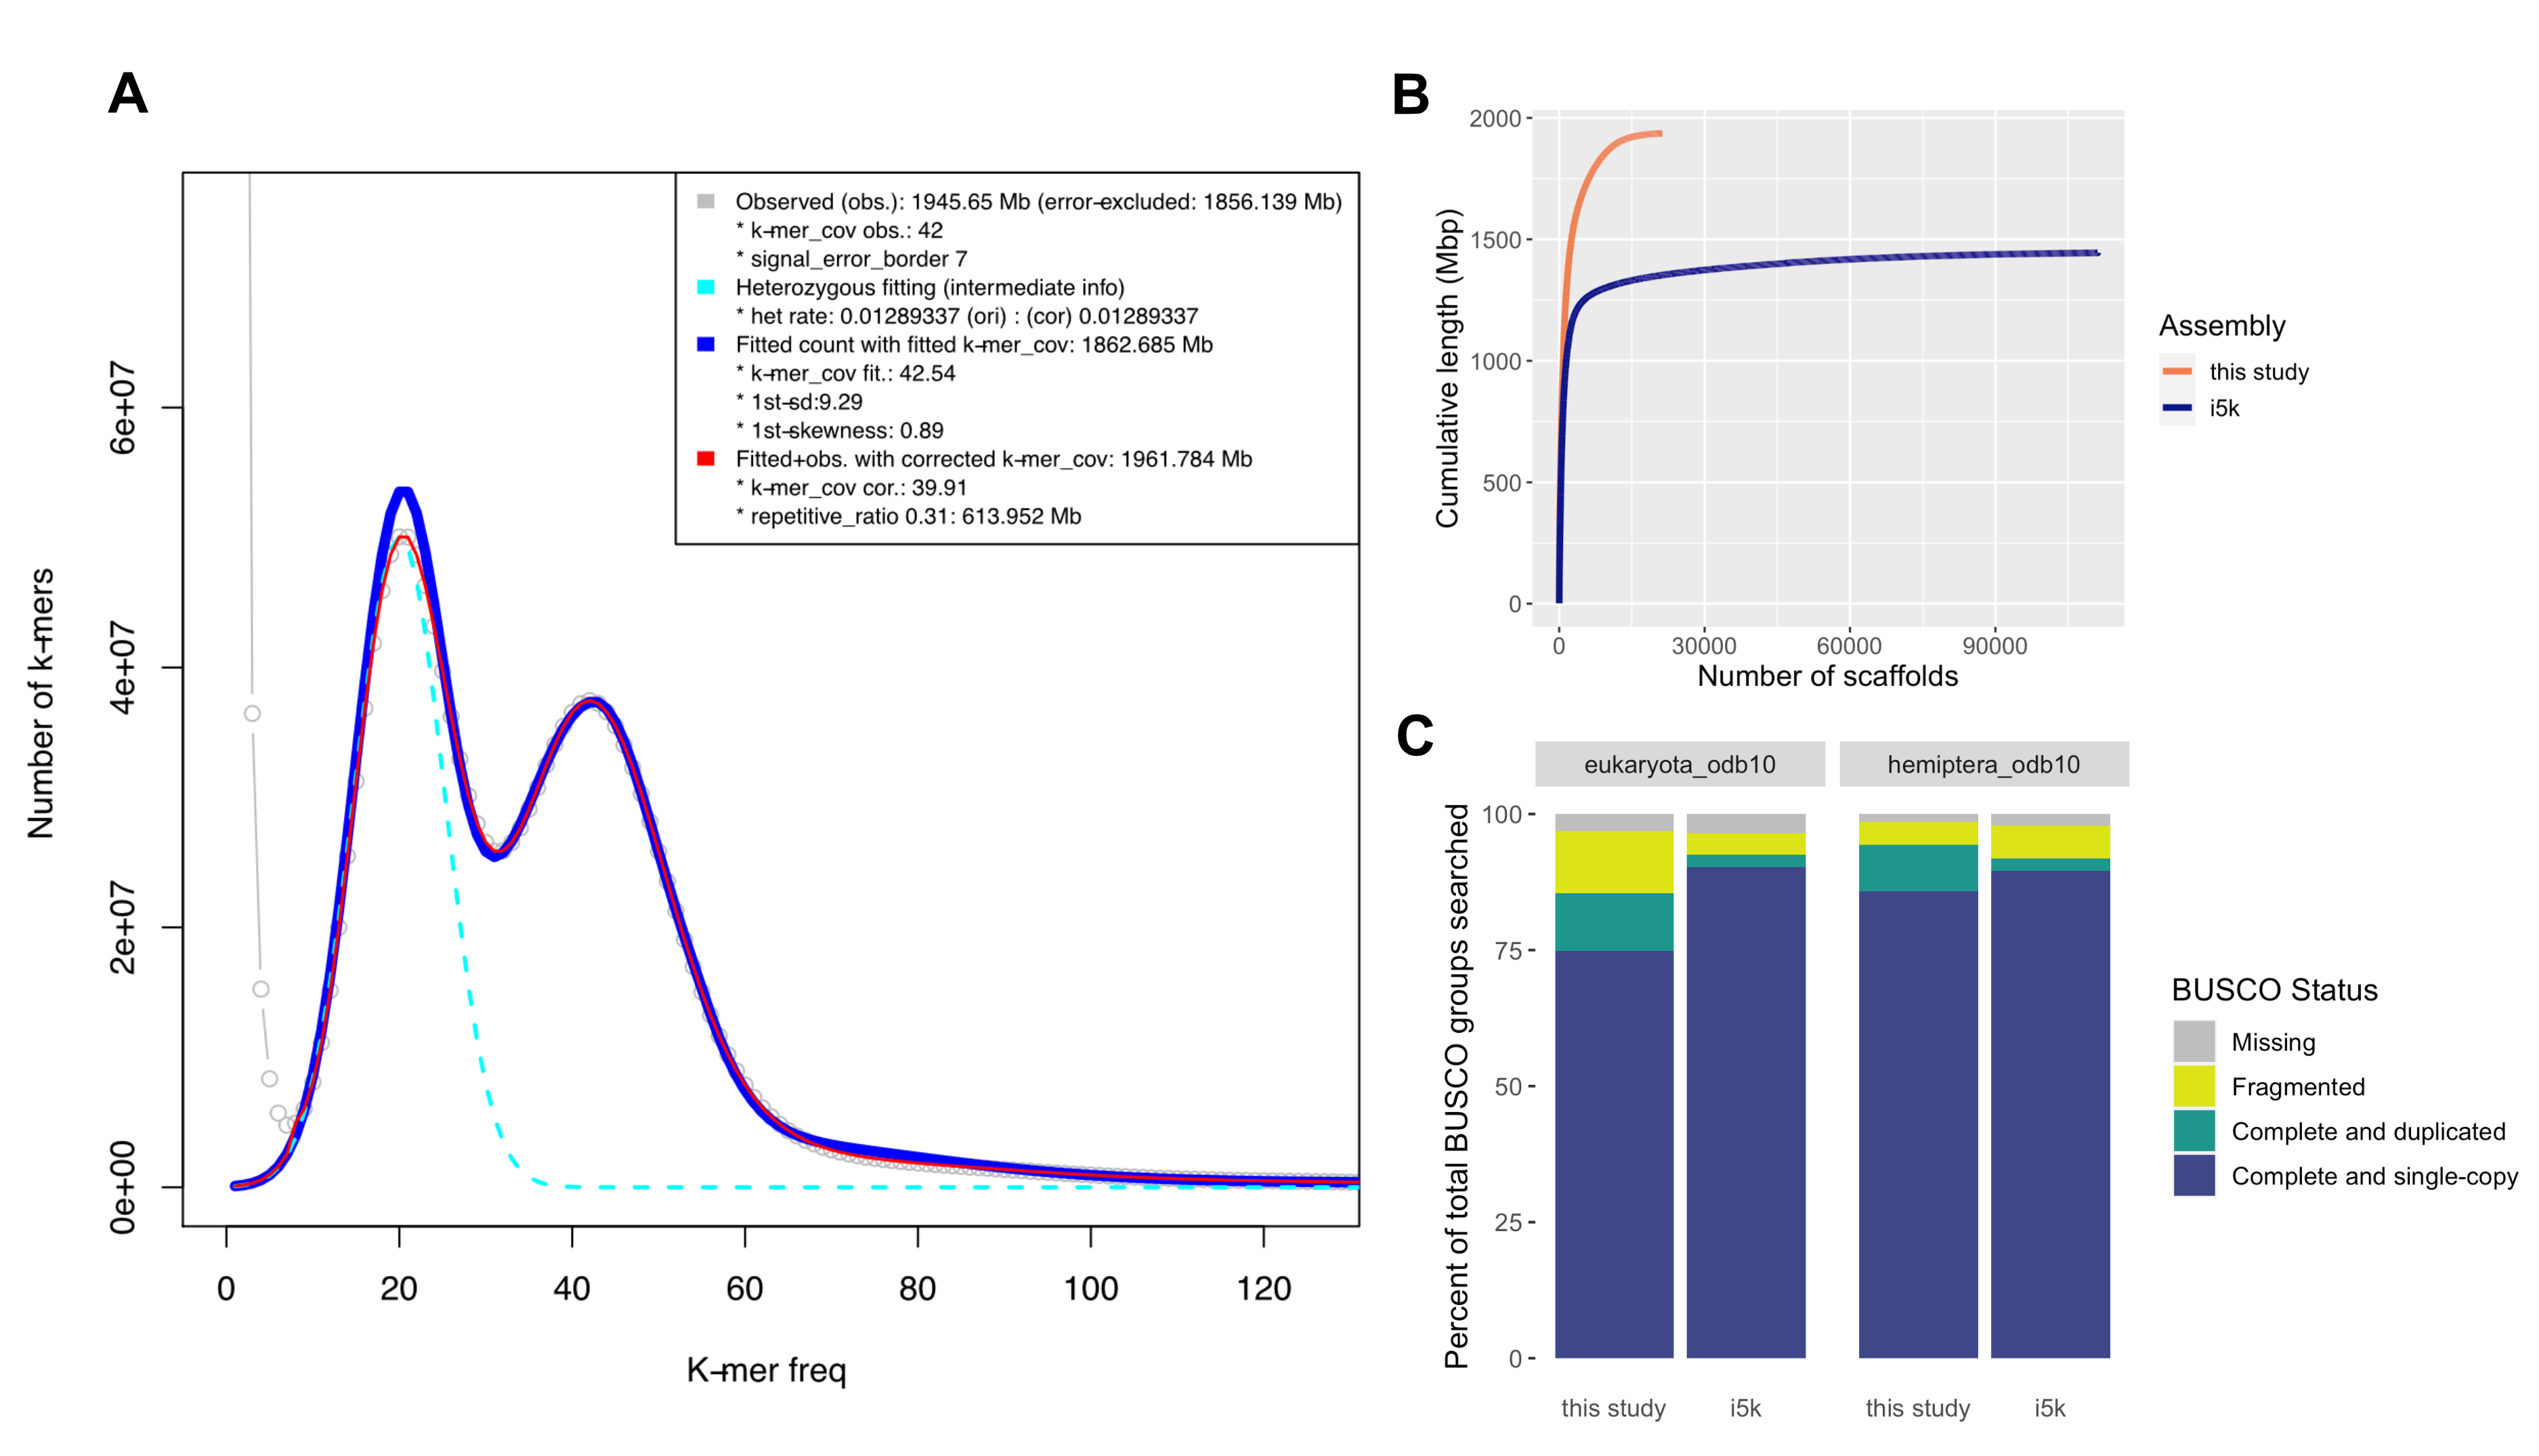 A
Number of k-mers
6e+07
4e+07
2e+07
0e+00
Observed (obs.): 1945.65 Mb (error-excluded: 1856.139 Mb)
* k-mer_cov obs.: 42
* signal_error_border 7
Heterozygous fitting (intermediate info)
* het rate: 0.01289337 (ori) : (cor) 0.01289337
Fitted count with fitted k-mer_cov: 1862.685 Mb
* k-mer_cov fit.: 42.54
* 1st-sd:9.29
* 1st-skewness: 0.89
Fitted+obs. with corrected k-mer_cov: 1961.784 Mb
* k-mer_cov cor.: 39.91
* repetitive_ratio 0.31: 613.952 Mb
0 20 40 60 80 100 120
K-mer freq
B
Cumulative length (Mbp)
2000
1500
1000
500
0
0 30000 60000 90000
Number of scaffolds
Assembly
this study
i5k
C
eukaryota_odb10 hemiptera_odb10
Percent of total BUSCO groups searched
100
75
50
25
0
this study i5k this study i5k
BUSCO Status
Missing
Fragmented
Complete and duplicated
Complete and single-copy